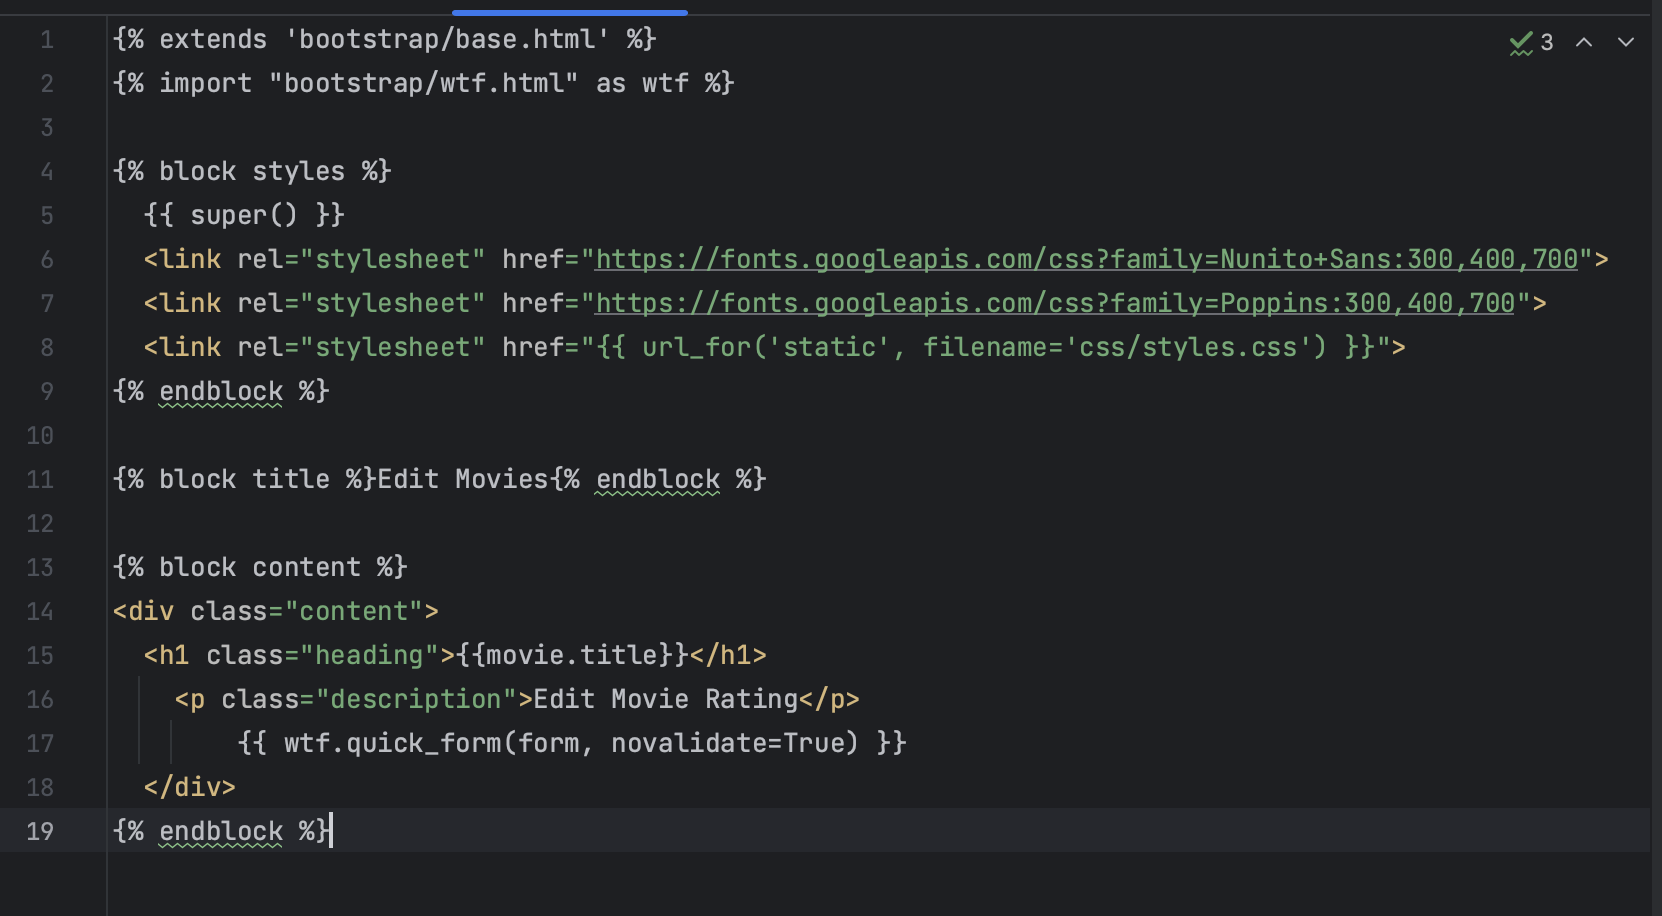 3
1 {% extends 'bootstrap/base.html' %}
2 {% import "bootstrap/wtf.html" as wtf %}
3
4 {% block styles %}
5   {{ super() }}
6   <link rel="stylesheet" href="https://fonts.googleapis.com/css?family=Nunito+Sans:300,400,700">
7   <link rel="stylesheet" href="https://fonts.googleapis.com/css?family=Poppins:300,400,700">
8   <link rel="stylesheet" href="{{ url_for('static', filename='css/styles.css') }}">
9 {% endblock %}
10
11 {% block title %}Edit Movies{% endblock %}
12
13 {% block content %}
14 <div class="content">
15   <h1 class="heading">{{movie.title}}</h1>
16     <p class="description">Edit Movie Rating</p>
17         {{ wtf.quick_form(form, novalidate=True) }}
18   </div>
19 {% endblock %}